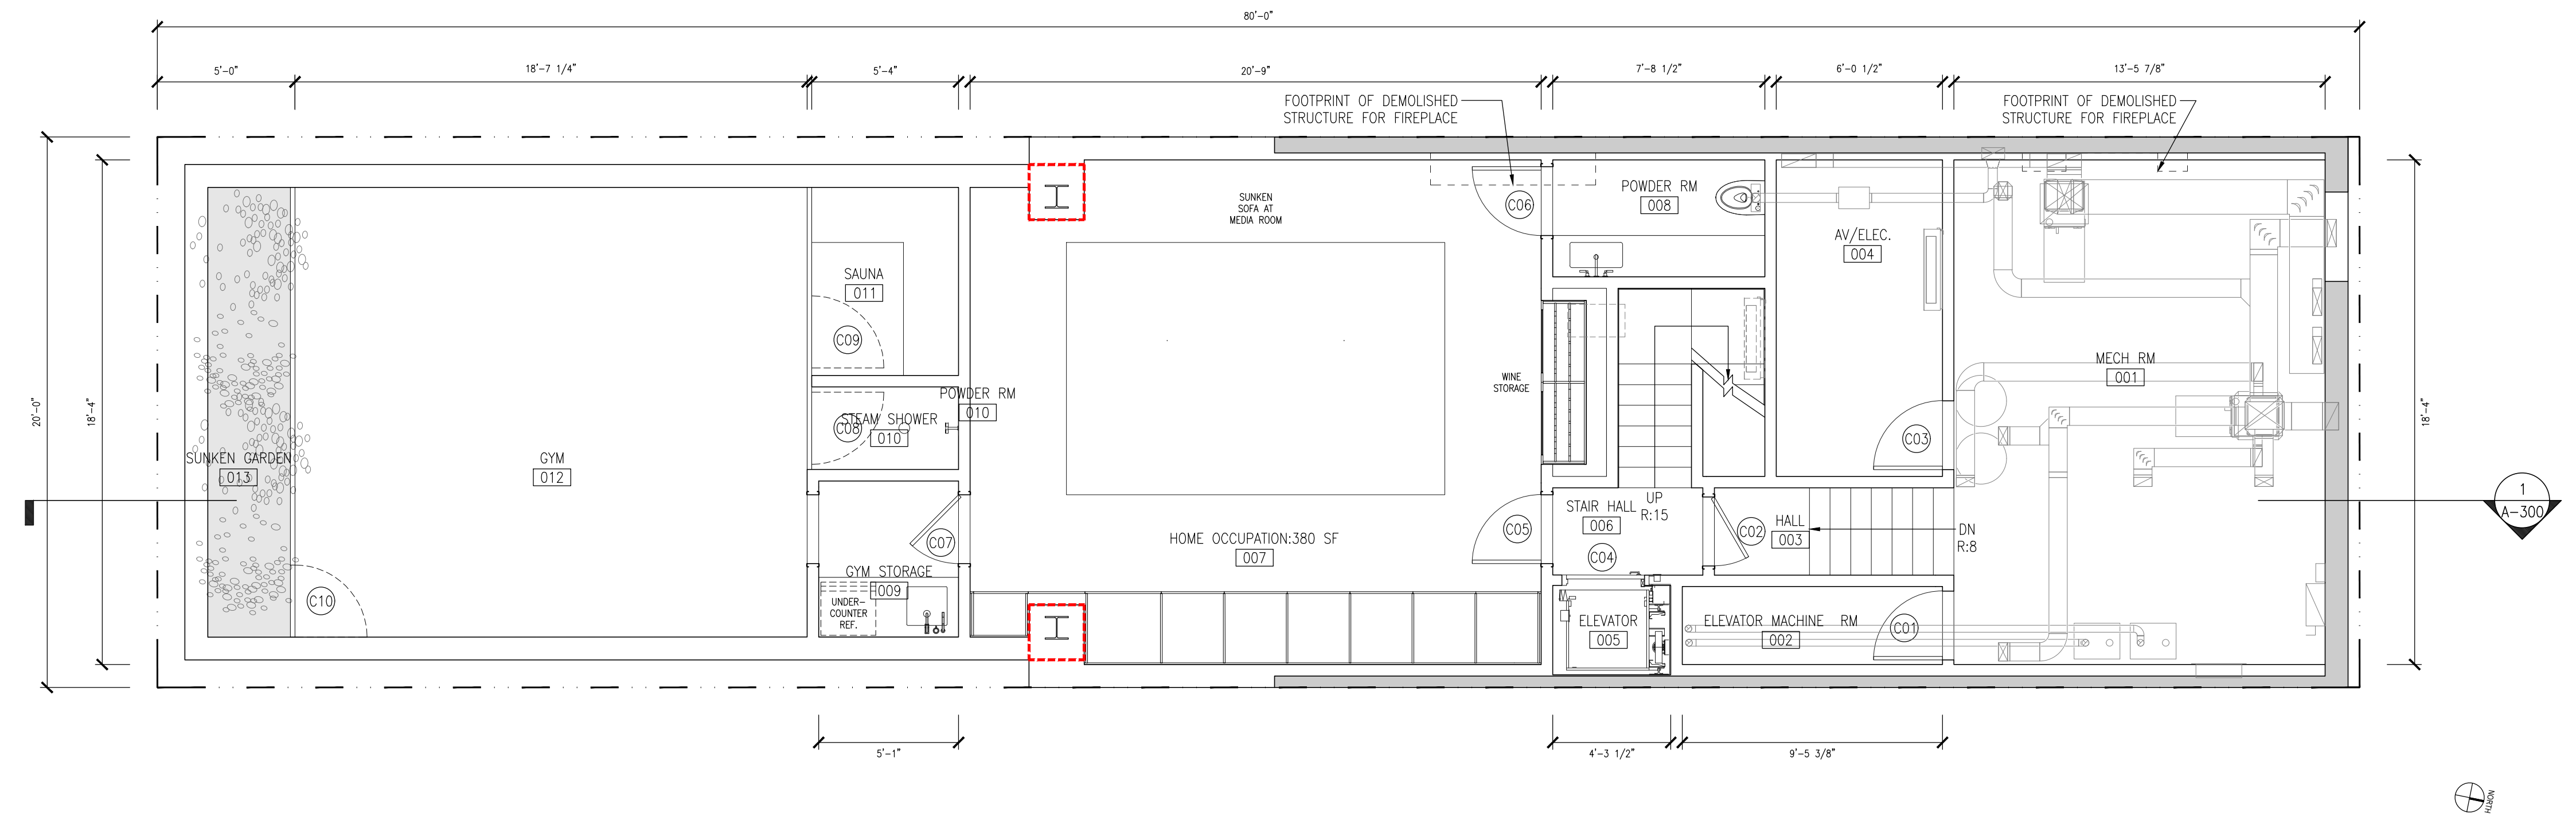 80'-0"
5'-0"
18'-7 1/4"
5'-4"
20'-9"
7'-8 1/2"
6'-0 1/2"
13'-5 7/8"
FOOTPRINT OF DEMOLISHED
STRUCTURE FOR FIREPLACE
FOOTPRINT OF DEMOLISHED
STRUCTURE FOR FIREPLACE
20'-0"
18'-4"
SUNKEN GARDEN
013
GYM
012
C10
SAUNA
011
C09
POWDER RM
010
STEAM SHOWER
010
C08
C07
GYM STORAGE
009
UNDER-
COUNTER
REF.
SUNKEN
SOFA AT
MEDIA ROOM
HOME OCCUPATION:380 SF
007
C06
POWDER RM
008
WINE
STORAGE
C05
STAIR HALL
006
UP
R:15
C04
ELEVATOR
005
AV/ELEC.
004
C03
C02
HALL
003
DN
R:8
ELEVATOR MACHINE RM
002
C01
MECH RM
001
18'-4"
1
A-300
5'-1"
4'-3 1/2"
9'-5 3/8"
NORTH